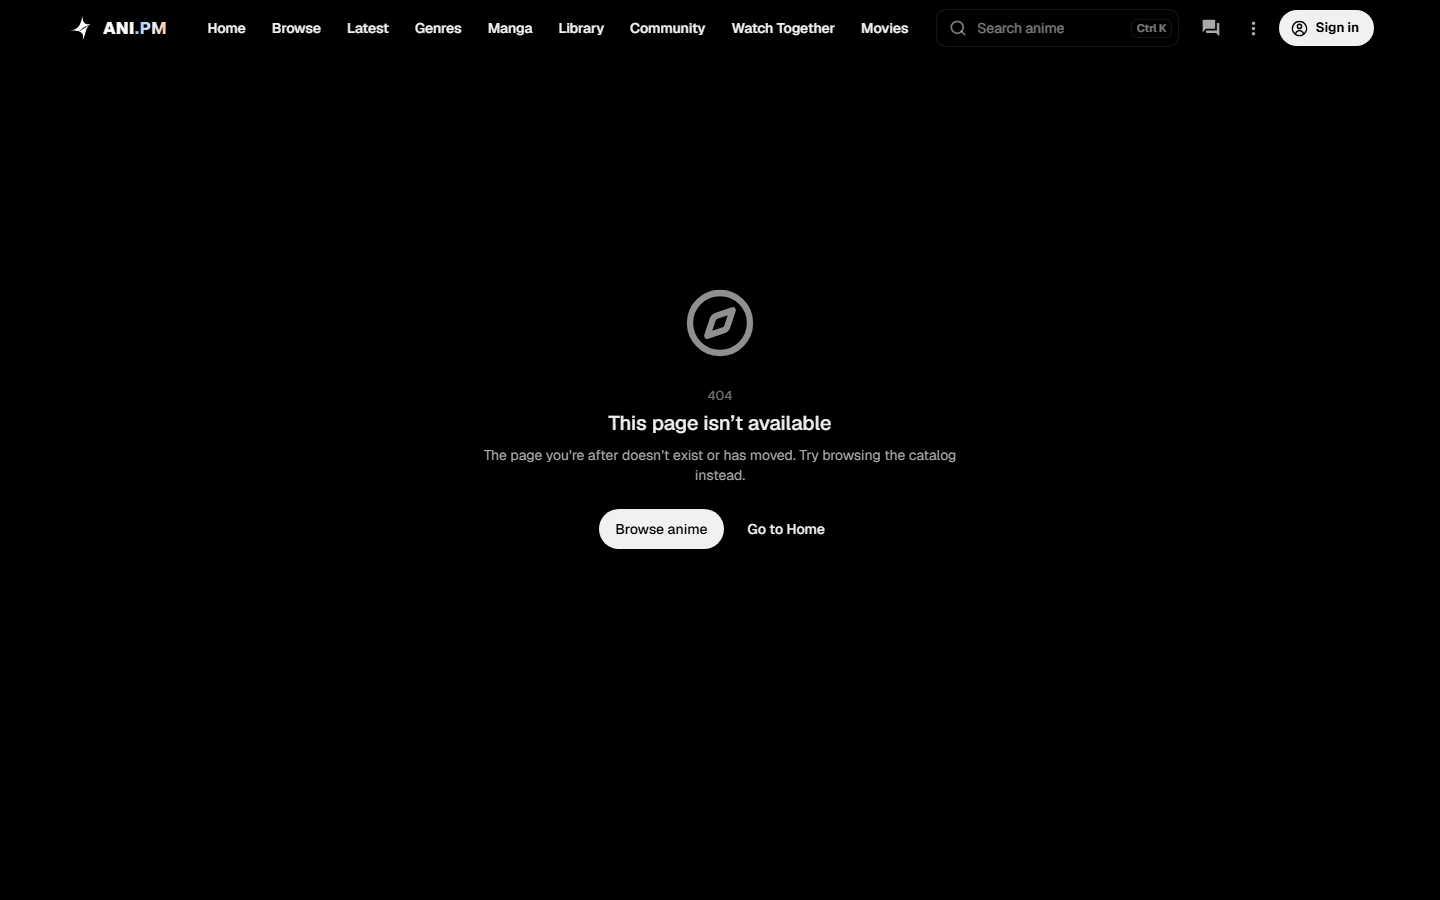 ANI.PM
Home
Browse
Latest
Genres
Manga
Library
Community
Watch Together
Movies
Search anime
Ctrl K
Sign in
404
This page isn’t available
The page you’re after doesn’t exist or has moved. Try browsing the catalog
instead.
Browse anime
Go to Home